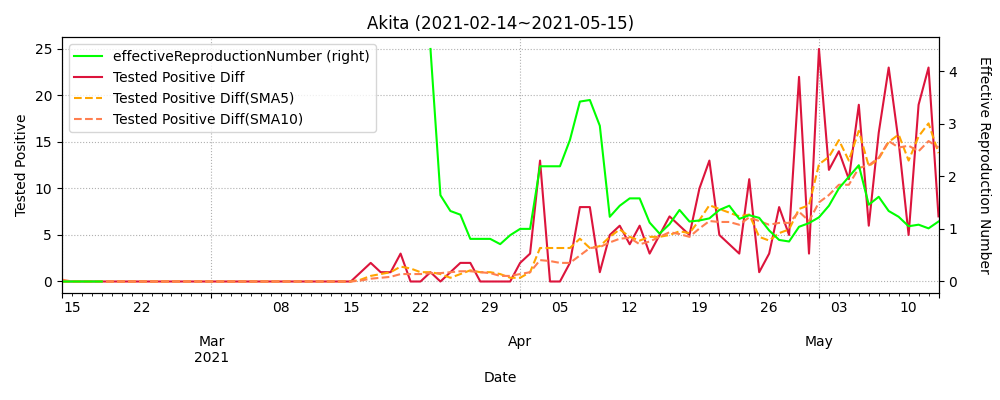 Akita (2021-02-14~2021-05-15)
effectiveReproductionNumber (right)
Tested Positive Diff
Tested Positive Diff(SMA5)
Tested Positive Diff(SMA10)
Tested Positive
25
20
15
10
5
0
Effective Reproduction Number
4
3
2
1
0
15 22 08 15 22 29 05 12 19 26 03 10
Mar Apr May
2021
Date